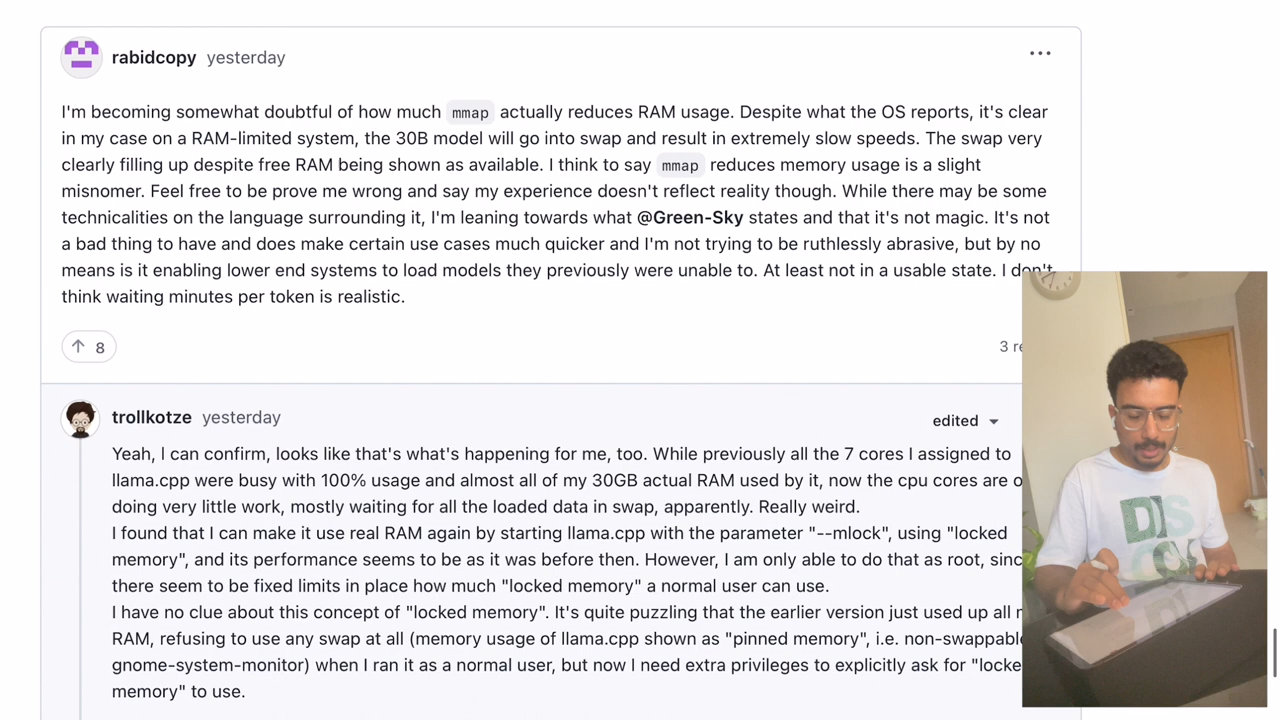 rabidcopy yesterday
I'm becoming somewhat doubtful of how much mmap actually reduces RAM usage. Despite what the OS reports, it's clear
in my case on a RAM-limited system, the 30B model will go into swap and result in extremely slow speeds. The swap very
clearly filling up despite free RAM being shown as available. I think to say mmap reduces memory usage is a slight
misnomer. Feel free to be prove me wrong and say my experience doesn't reflect reality though. While there may be some
technicalities on the language surrounding it, I'm leaning towards what @Green-Sky states and that it's not magic. It's not
a bad thing to have and does make certain use cases much quicker and I'm not trying to be ruthlessly abrasive, but by no
means is it enabling lower end systems to load models they previously were unable to. At least not in a usable state. I don't
think waiting minutes per token is realistic.
8
3
trollkotze yesterday
edited
Yeah, I can confirm, looks like that's what's happening for me, too. While previously all the 7 cores I assigned to
llama.cpp were busy with 100% usage and almost all of my 30GB actual RAM used by it, now the cpu cores are
doing very little work, mostly waiting for all the loaded data in swap, apparently. Really weird.
I found that I can make it use real RAM again by starting llama.cpp with the parameter "--mlock", using "locked
memory", and its performance seems to be as it was before then. However, I am only able to do that as root,
there seem to be fixed limits in place how much "locked memory" a normal user can use.
I have no clue about this concept of "locked memory". It's quite puzzling that the earlier version just used up all
RAM, refusing to use any swap at all (memory usage of llama.cpp shown as "pinned memory", i.e. non-swappable
gnome-system-monitor) when I ran it as a normal user, but now I need extra privileges to explicitly ask for
memory" to use.